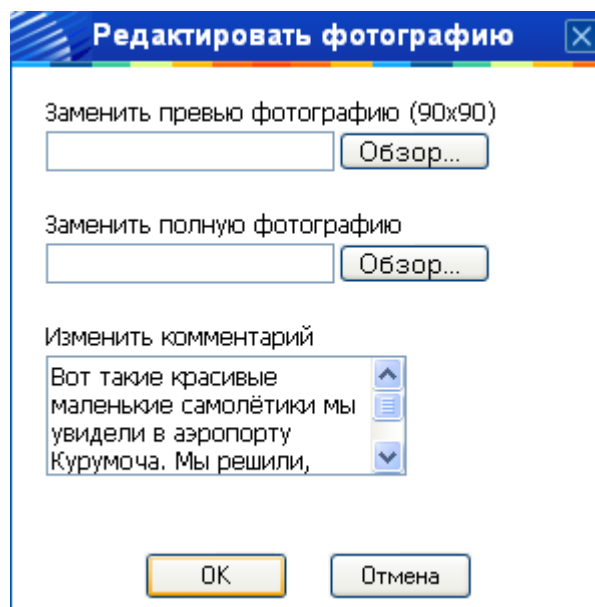 Редактировать фотографию
Заменить превью фотографию (90x90)
Обзор...
Заменить полную фотографию
Обзор...
Изменить комментарий
Вот такие красивые
маленькие самолётики мы
увидели в аэропорту
Курумоча. Мы решили,
OK
Отмена